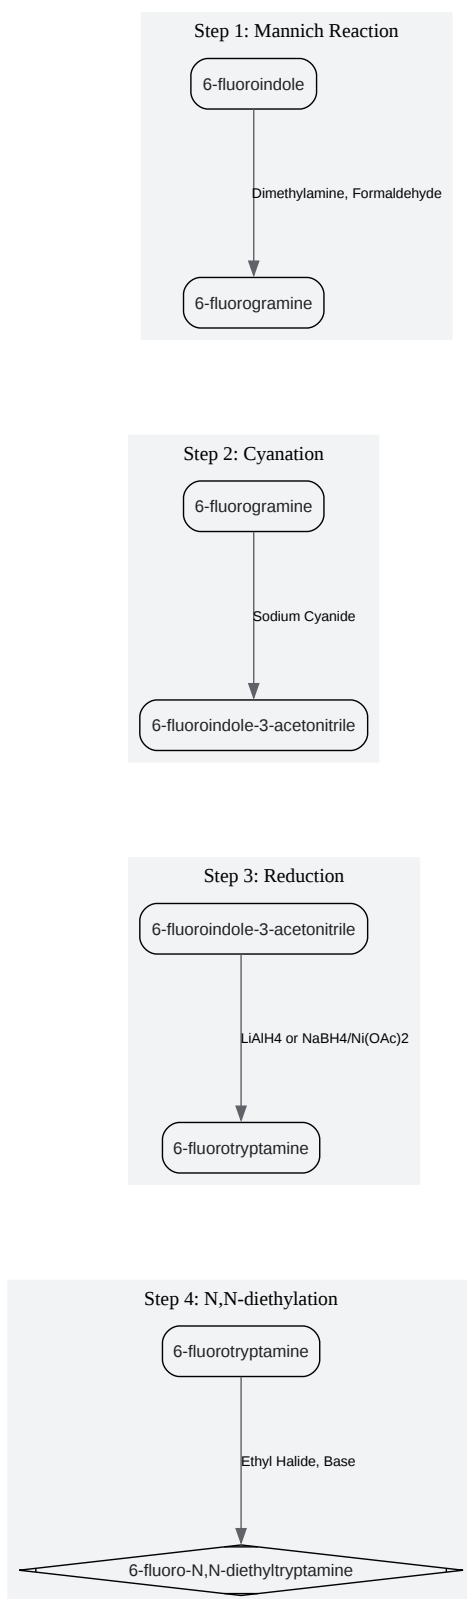 Step 1: Mannich Reaction
6-fluoroindole
Dimethylamine, Formaldehyde
6-fluorogramine
Step 2: Cyanation
6-fluorogramine
Sodium Cyanide
6-fluoroindole-3-acetonitrile
Step 3: Reduction
6-fluoroindole-3-acetonitrile
LiAlH4 or NaBH4/Ni(OAc)2
6-fluorotryptamine
Step 4: N,N-diethylation
6-fluorotryptamine
Ethyl Halide, Base
6-fluoro-N,N-diethyltryptamine